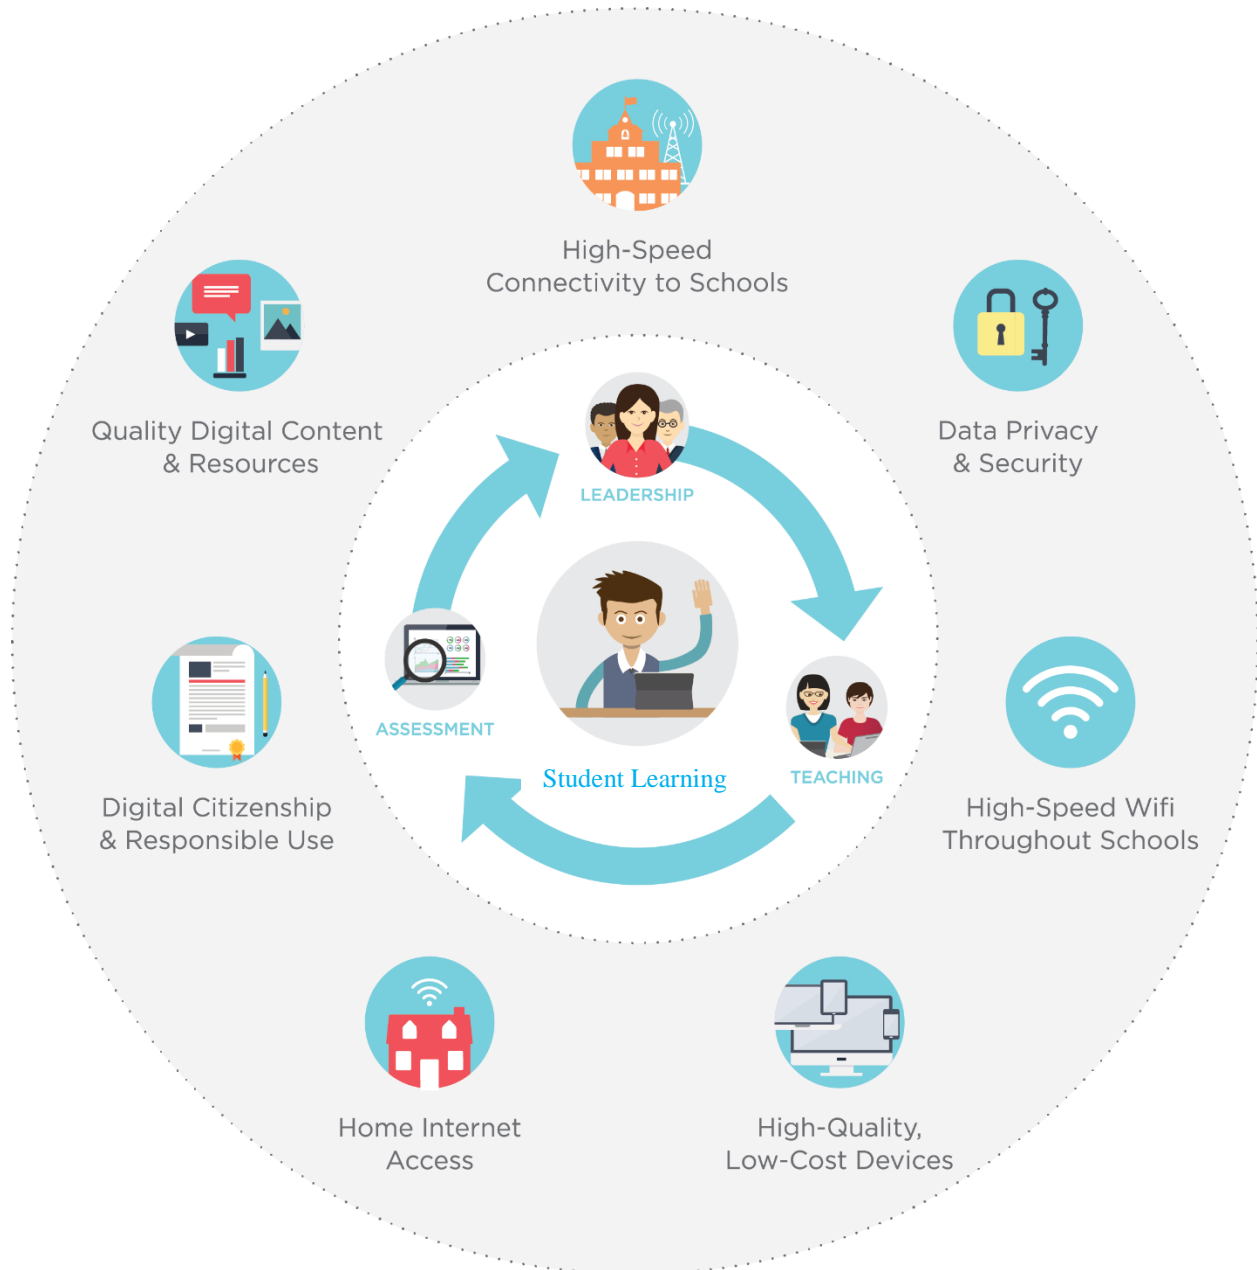 High-Speed
Connectivity to Schools
Quality Digital Content
& Resources
Data Privacy
& Security
LEADERSHIP
ASSESSMENT
Student Learning
TEACHING
Digital Citizenship
& Responsible Use
High-Speed Wifi
Throughout Schools
Home Internet
Access
High-Quality,
Low-Cost Devices